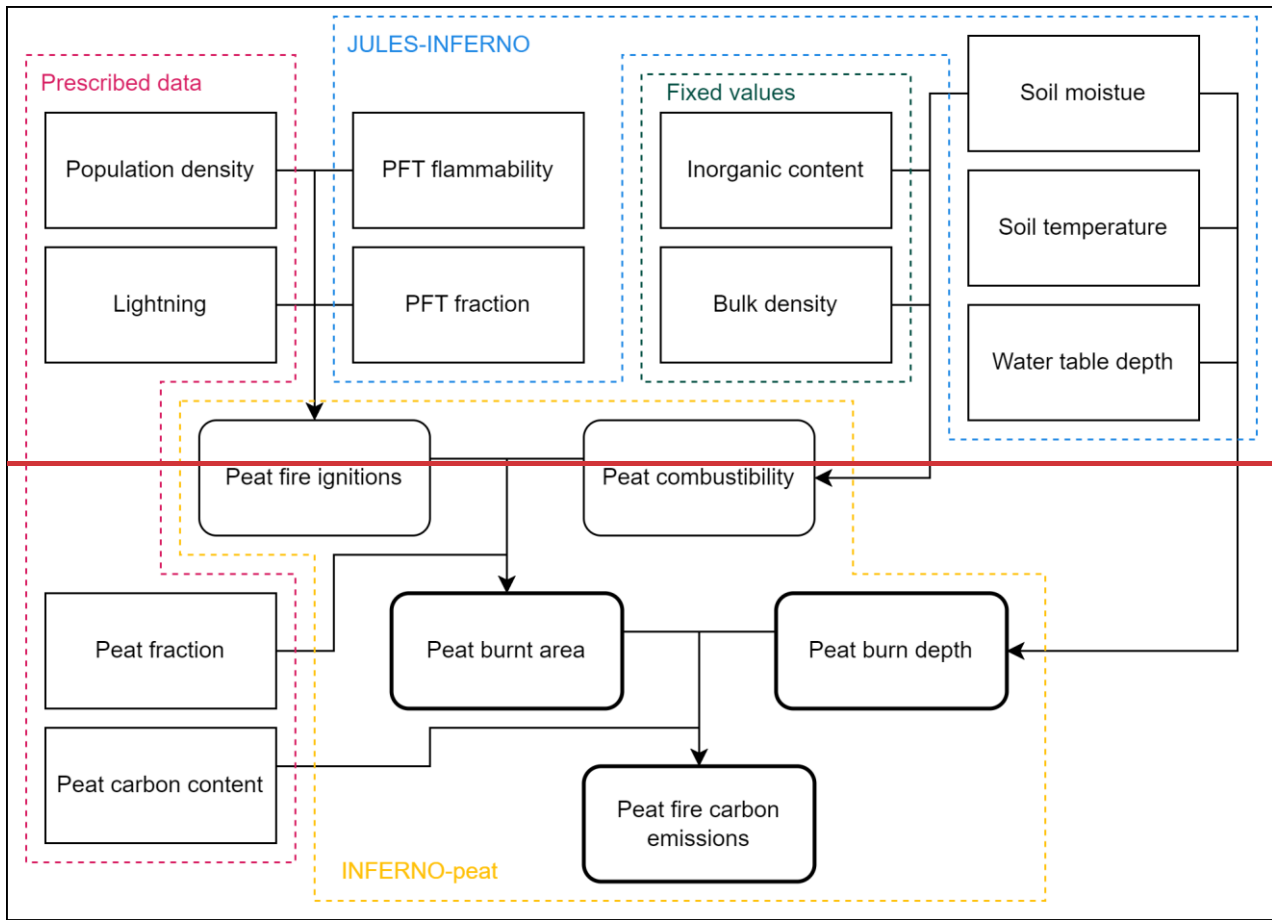 JULES-INFERNO
Prescribed data
Fixed values
Soil moistue
Population density
PFT flammability
Inorganic content
Soil temperature
Lightning
PFT fraction
Bulk density
Water table depth
Peat fire ignitions
Peat combustibility
Peat fraction
Peat burnt area
Peat burn depth
Peat carbon content
Peat fire carbon
emissions
INFERNO-peat